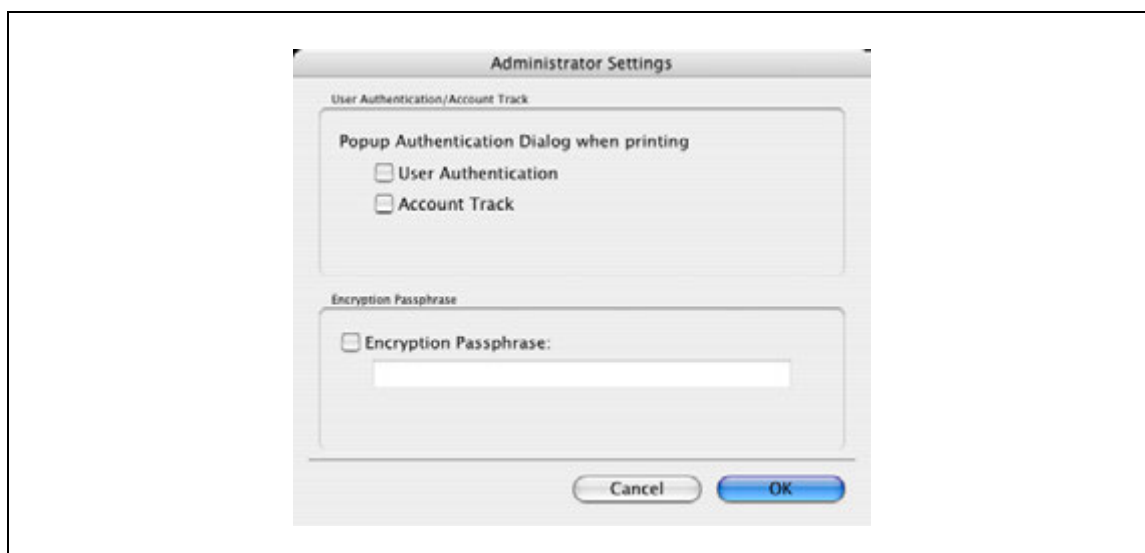 Administrator Settings
User Authentication/Account Track
Popup Authentication Dialog when printing
User Authentication
Account Track
Encryption Passphrase
Encryption Passphrase:
Cancel
OK